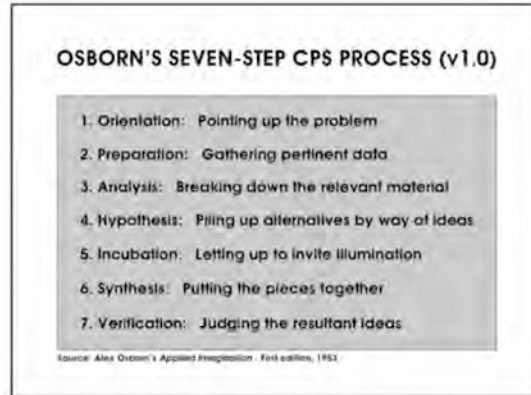 OSBORN'S SEVEN-STEP CPS PROCESS (v1.0)
1. Orientation: Pointing up the problem
2. Preparation: Gathering pertinent data
3. Analysis: Breaking down the relevant material
4. Hypothesis: Piling up alternatives by way of ideas
5. Incubation: Letting up to invite illumination
6. Synthesis: Putting the pieces together
7. Verification: Judging the resultant ideas
Source: Alex Osborn's Applied Imagination. First edition, 1953